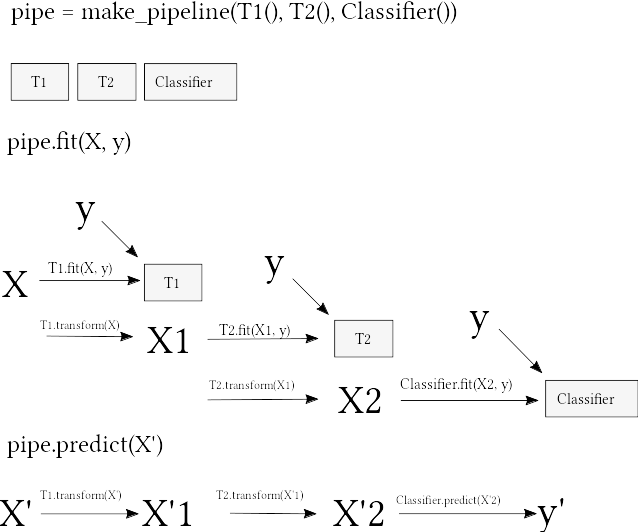 pipe = make_pipeline(T1(), T2(), Classifier())
T1 T2 Classifier
pipe.fit(X, y)
y
T1.fit(X, y)
X
T1
y
T1.transform(X)
X1
T2.fit(X1, y)
T2
y
T2.transform(X1)
X2
Classifier.fit(X2, y)
Classifier
pipe.predict(X')
X' T1.transform(X') X'1 T2.transform(X'1) X'2 Classifier.predict(X'2) y'